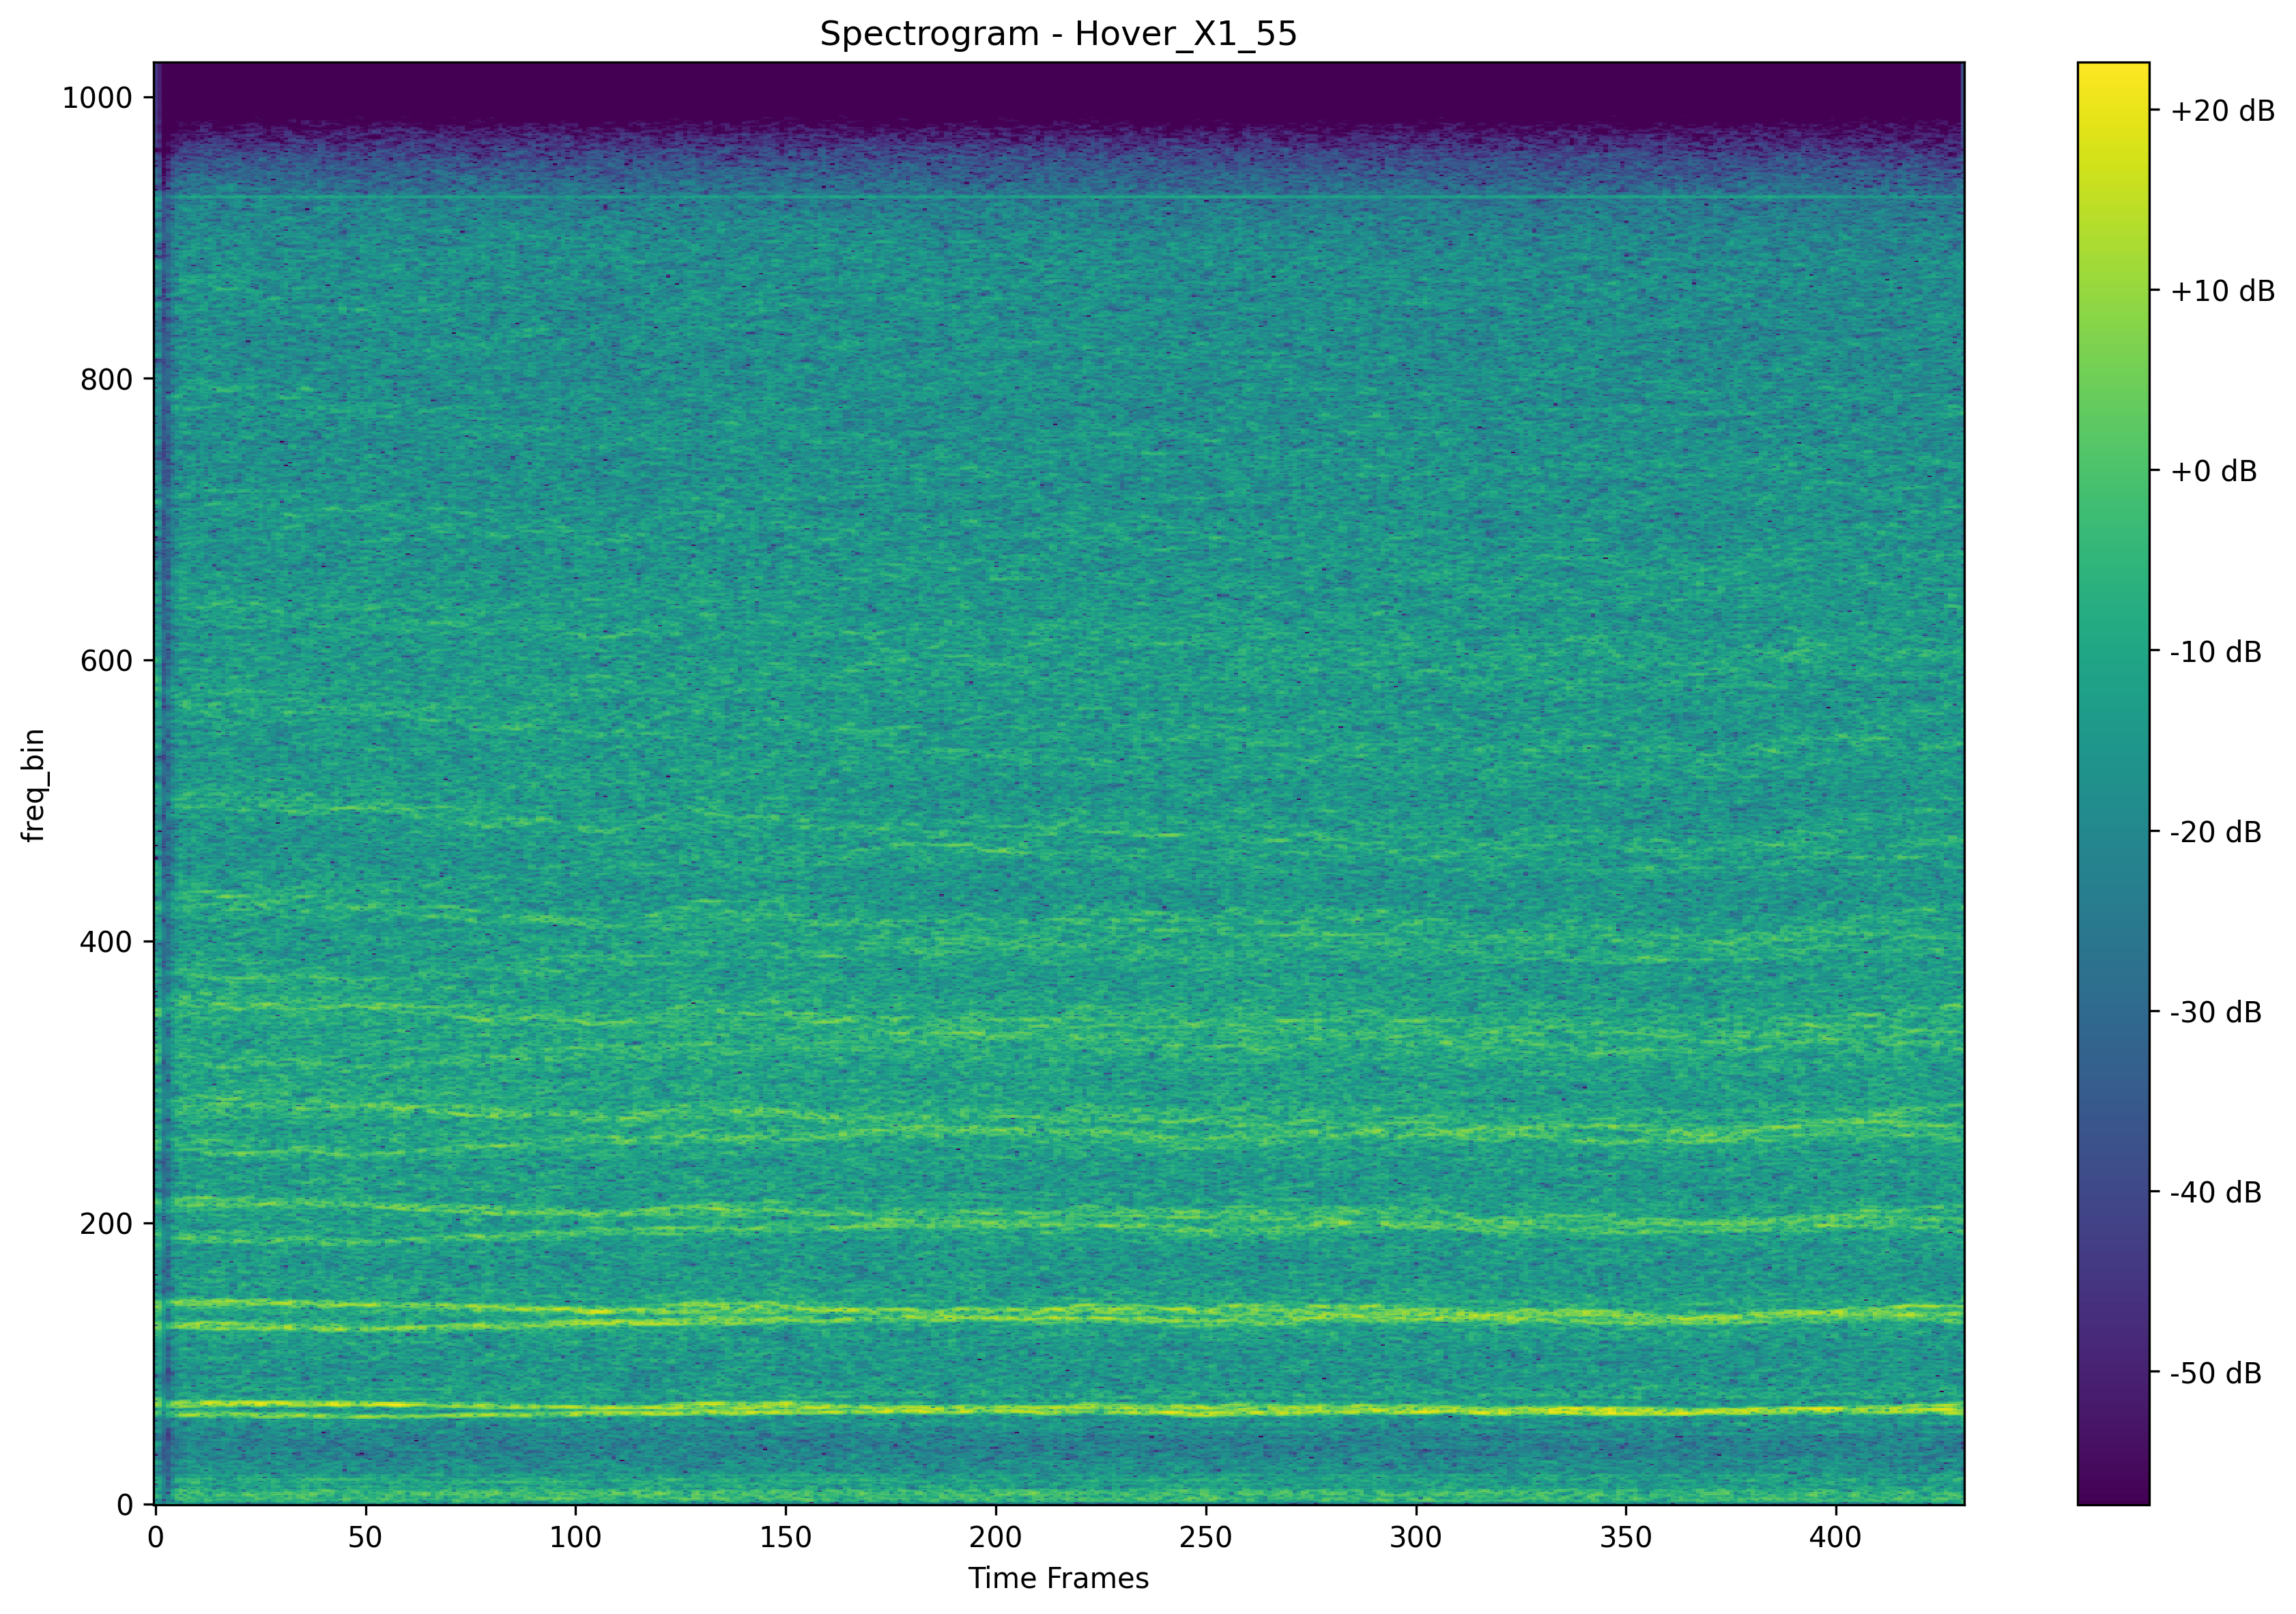 Spectrogram - Hover_X1_55
1000
800
600
400
200
0
freq_bin
0 50 100 150 200 250 300 350 400
Time Frames
+20 dB
+10 dB
+0 dB
-10 dB
-20 dB
-30 dB
-40 dB
-50 dB